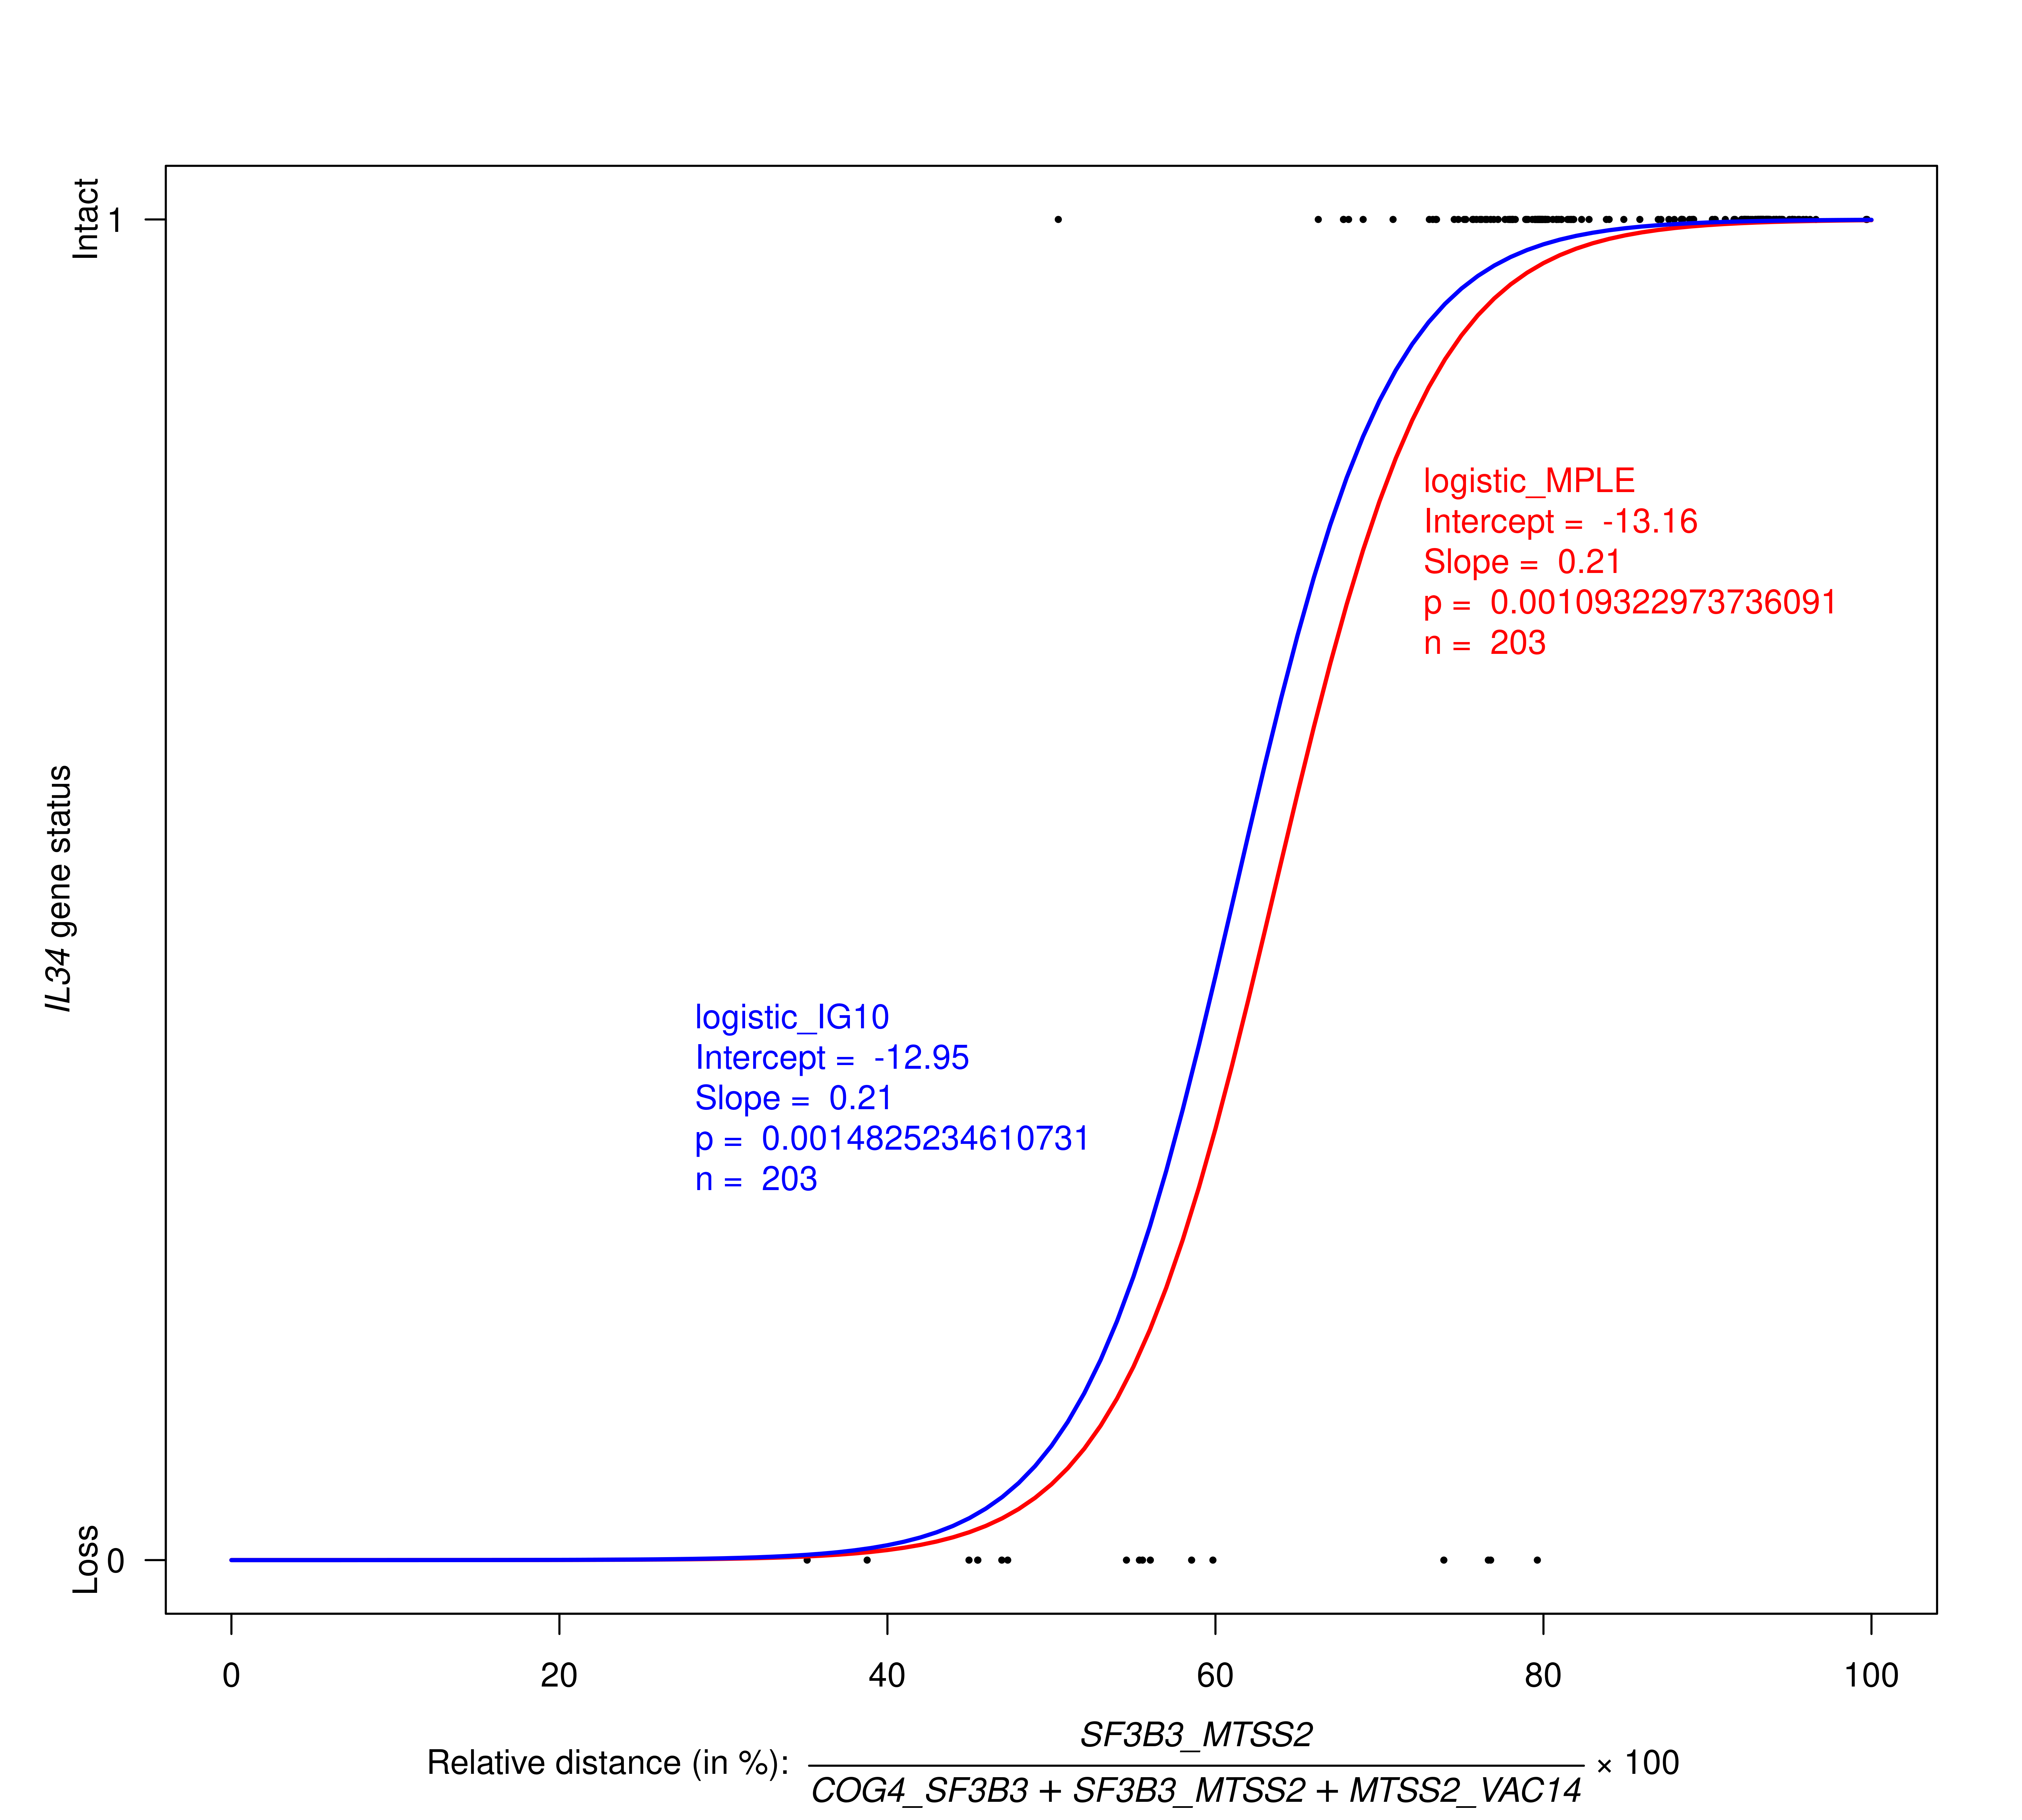 Intact
1
logistic_MPLE
Intercept = -13.16
Slope = 0.21
p = 0.00109322973736091
n = 203
IL34 gene status
logistic_IG10
Intercept = -12.95
Slope = 0.21
p = 0.0014825234610731
n = 203
Loss
0
0 20 40 60 80 100
SF3B3_MTSS2
Relative distance (in %): × 100
COG4_SF3B3 + SF3B3_MTSS2 + MTSS2_VAC14